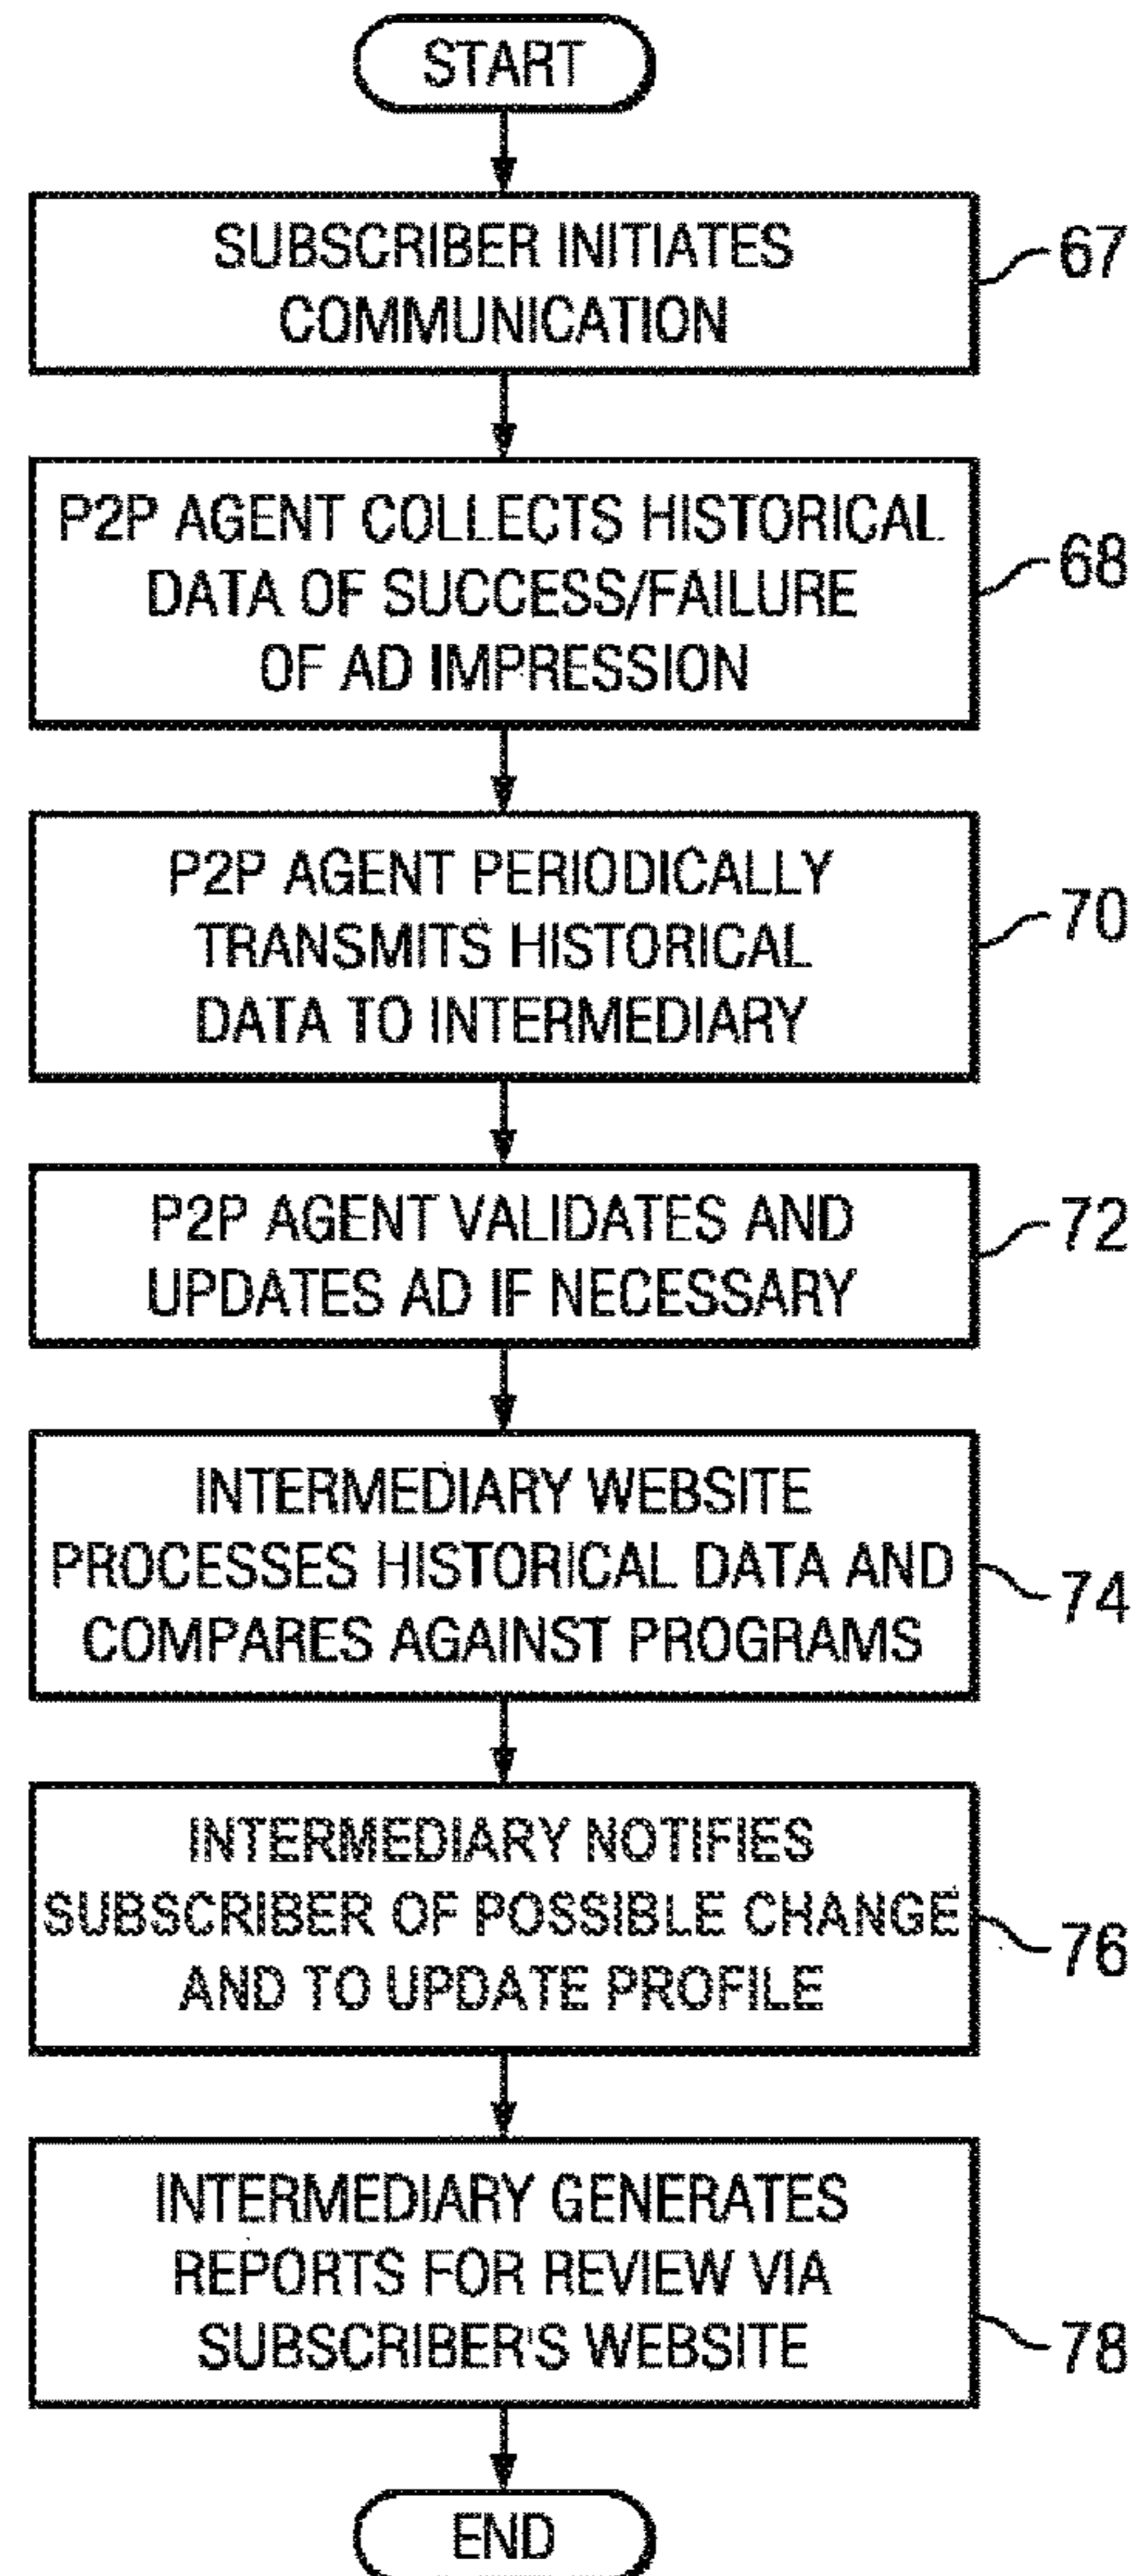 START
SUBSCRIBER INITIATES
COMMUNICATION
67
P2P AGENT COLLECTS HISTORICAL
DATA OF SUCCESS/FAILURE
OF AD IMPRESSION
68
P2P AGENT PERIODICALLY
TRANSMITS HISTORICAL
DATA TO INTERMEDIARY
70
P2P AGENT VALIDATES AND
UPDATES AD IF NECESSARY
72
INTERMEDIARY WEBSITE
PROCESSES HISTORICAL DATA AND
COMPARES AGAINST PROGRAMS
74
INTERMEDIARY NOTIFIES
SUBSCRIBER OF POSSIBLE CHANGE
AND TO UPDATE PROFILE
76
INTERMEDIARY GENERATES
REPORTS FOR REVIEW VIA
SUBSCRIBER'S WEBSITE
78
END